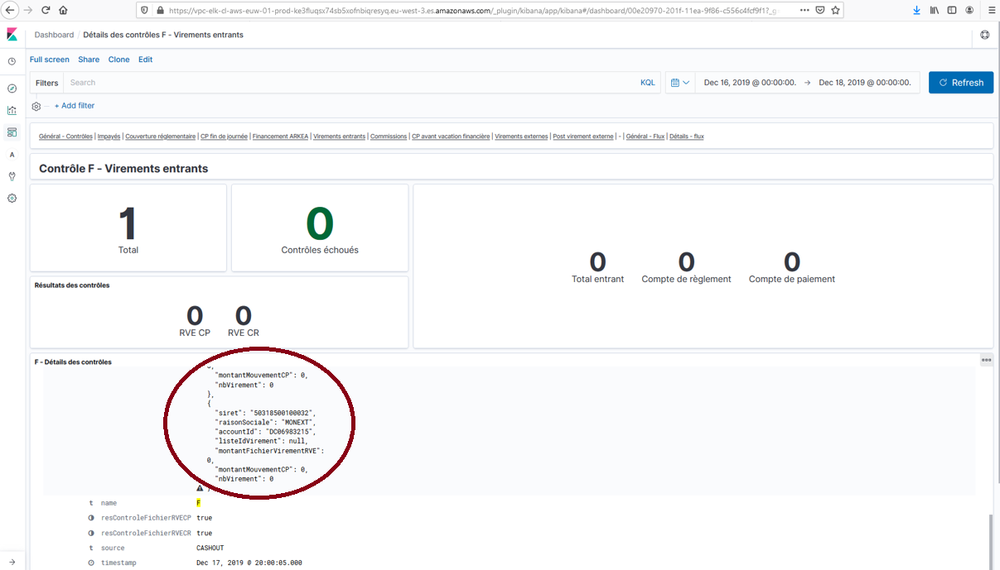 https://vpc-elk-cl-aws-euw-01-prod-ke3fluqsx74sb5xofnbiqresyq.eu-west-3.es.amazonaws.com/_plugin/kibana/app/kibana#/dashboard/00e20970-201f-11ea-9f86-c556c4fcf9f1?_g
Dashboard / Détails des contrôles F - Virements entrants
Full screen Share Clone Edit
Filters Search KQL Dec 16, 2019 @ 00:00:00. → Dec 18, 2019 @ 00:00:00. Refresh
+ Add filter
Général - Contrôles | Impayés | Couverture réglementaire | CP fin de journée | Financement ARKEA | Virements entrants | Commissions | CP avant vacation financière | Virements externes | Post virement externe | - | Général - Flux | Détails - flux
A
Contrôle F - Virements entrants
1
Total
0
Contrôles échoués
0 0 0
Total entrant Compte de règlement Compte de paiement
Résultats des contrôles
0 0
RVE CP RVE CR
F - Détails des contrôles
"montantMouvementCP": 0,
"nbVirement": 0
},
{
"siret": "50318500100032",
"raisonSociale": "MONEXT",
"accountId": "DC06983215",
"listeIdVirement": null,
"montantFichierVirementRVE":
0,
"montantMouvementCP": 0,
"nbVirement": 0
t name F
resControleFichierRVECP true
resControleFichierRVECR true
t source CASHOUT
timestamp Dec 17, 2019 @ 20:00:05.000